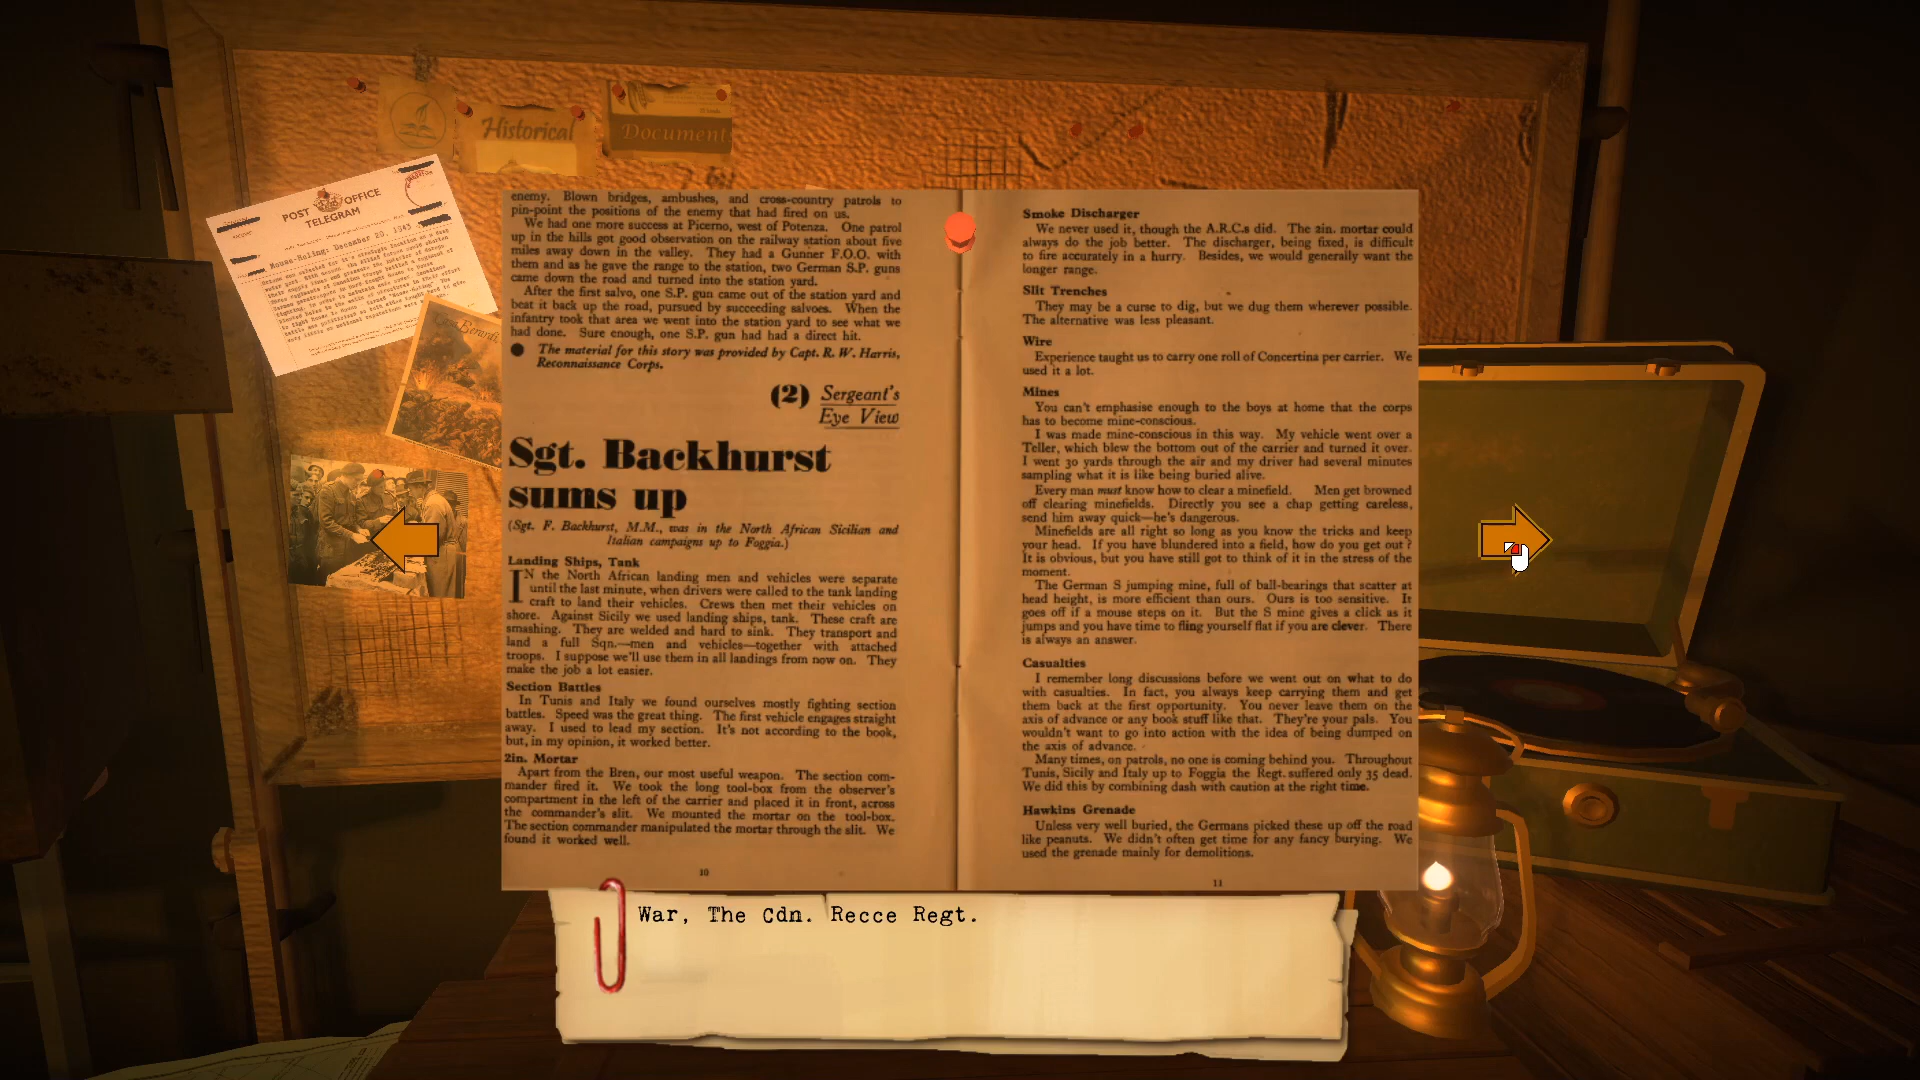 Historical
Document
POST OFFICE
TELEGRAM
Mouse-Holing: December 20, 1943
enemy. Blown bridges, ambushes, and cross-country patrols to
pin-point the positions of the enemy that had fired on us.
We had one more success at Picerno, west of Potenza. One patrol
up in the hills got good observation on the railway station about five
miles away down in the valley. They had a Gunner F.O.O. with
them and as he gave the range to the station, two German S.P. guns
came down the road and turned into the station yard.
After the first salvo, one S.P. gun came out of the station yard and
beat it back up the road, pursued by succeeding salvoes. When the
infantry took that area we went into the station yard to see what we
had done. Sure enough, one S.P. gun had had a direct hit.
● The material for this story was provided by Capt. R. W. Harris,
Reconnaissance Corps.
(2) Sergeant's
Eye View
Sgt. Backhurst
sums up
(Sgt. F. Backhurst, M.M., was in the North African Sicilian and
Italian campaigns up to Foggia.)
Landing Ships, Tank
IN the North African landing men and vehicles were separate
until the last minute, when drivers were called to the tank landing
craft to land their vehicles. Crews then met their vehicles on
shore. Against Sicily we used landing ships, tank. These craft are
smashing. They are welded and hard to sink. They transport and
land a full Sqn.—men and vehicles—together with attached
troops. I suppose we'll use them in all landings from now on. They
make the job a lot easier.
Section Battles
In Tunis and Italy we found ourselves mostly fighting section
battles. Speed was the great thing. The first vehicle engages straight
away. I used to lead my section. It's not according to the book,
but, in my opinion, it worked better.
2in. Mortar
Apart from the Bren, our most useful weapon. The section com-
mander fired it. We took the long tool-box from the observer's
compartment in the left of the carrier and placed it in front, across
the commander's slit. We mounted the mortar on the tool-box.
The section commander manipulated the mortar through the slit. We
found it worked well.
10
Smoke Discharger
We never used it, though the A.R.C.s did. The 2in. mortar could
always do the job better. The discharger, being fixed, is difficult
to fire accurately in a hurry. Besides, we would generally want the
longer range.
Slit Trenches
They may be a curse to dig, but we dug them wherever possible.
The alternative was less pleasant.
Wire
Experience taught us to carry one roll of Concertina per carrier. We
used it a lot.
Mines
You can't emphasise enough to the boys at home that the corps
has to become mine-conscious.
I was made mine-conscious in this way. My vehicle went over a
Teller, which blew the bottom out of the carrier and turned it over.
I went 30 yards through the air and my driver had several minutes
sampling what it is like being buried alive.
Every man must know how to clear a minefield. Men get browned
off clearing minefields. Directly you see a chap getting careless,
send him away quick—he's dangerous.
Minefields are all right so long as you know the tricks and keep
your head. If you have blundered into a field, how do you get out?
It is obvious, but you have still got to think of it in the stress of the
moment.
The German S jumping mine, full of ball-bearings that scatter at
head height, is more efficient than ours. Ours is too sensitive. It
goes off if a mouse steps on it. But the S mine gives a click as it
jumps and you have time to fling yourself flat if you are clever. There
is always an answer.
Casualties
I remember long discussions before we went out on what to do
with casualties. In fact, you always keep carrying them and get
them back at the first opportunity. You never leave them on the
axis of advance or any book stuff like that. They're your pals. You
wouldn't want to go into action with the idea of being dumped on
the axis of advance.
Many times, on patrols, no one is coming behind you. Throughout
Tunis, Sicily and Italy up to Foggia the Regt. suffered only 35 dead.
We did this by combining dash with caution at the right time.
Hawkins Grenade
Unless very well buried, the Germans picked these up off the road
like peanuts. We didn't often get time for any fancy burying. We
used the grenade mainly for demolitions.
11
War, The Cdn. Recce Regt.